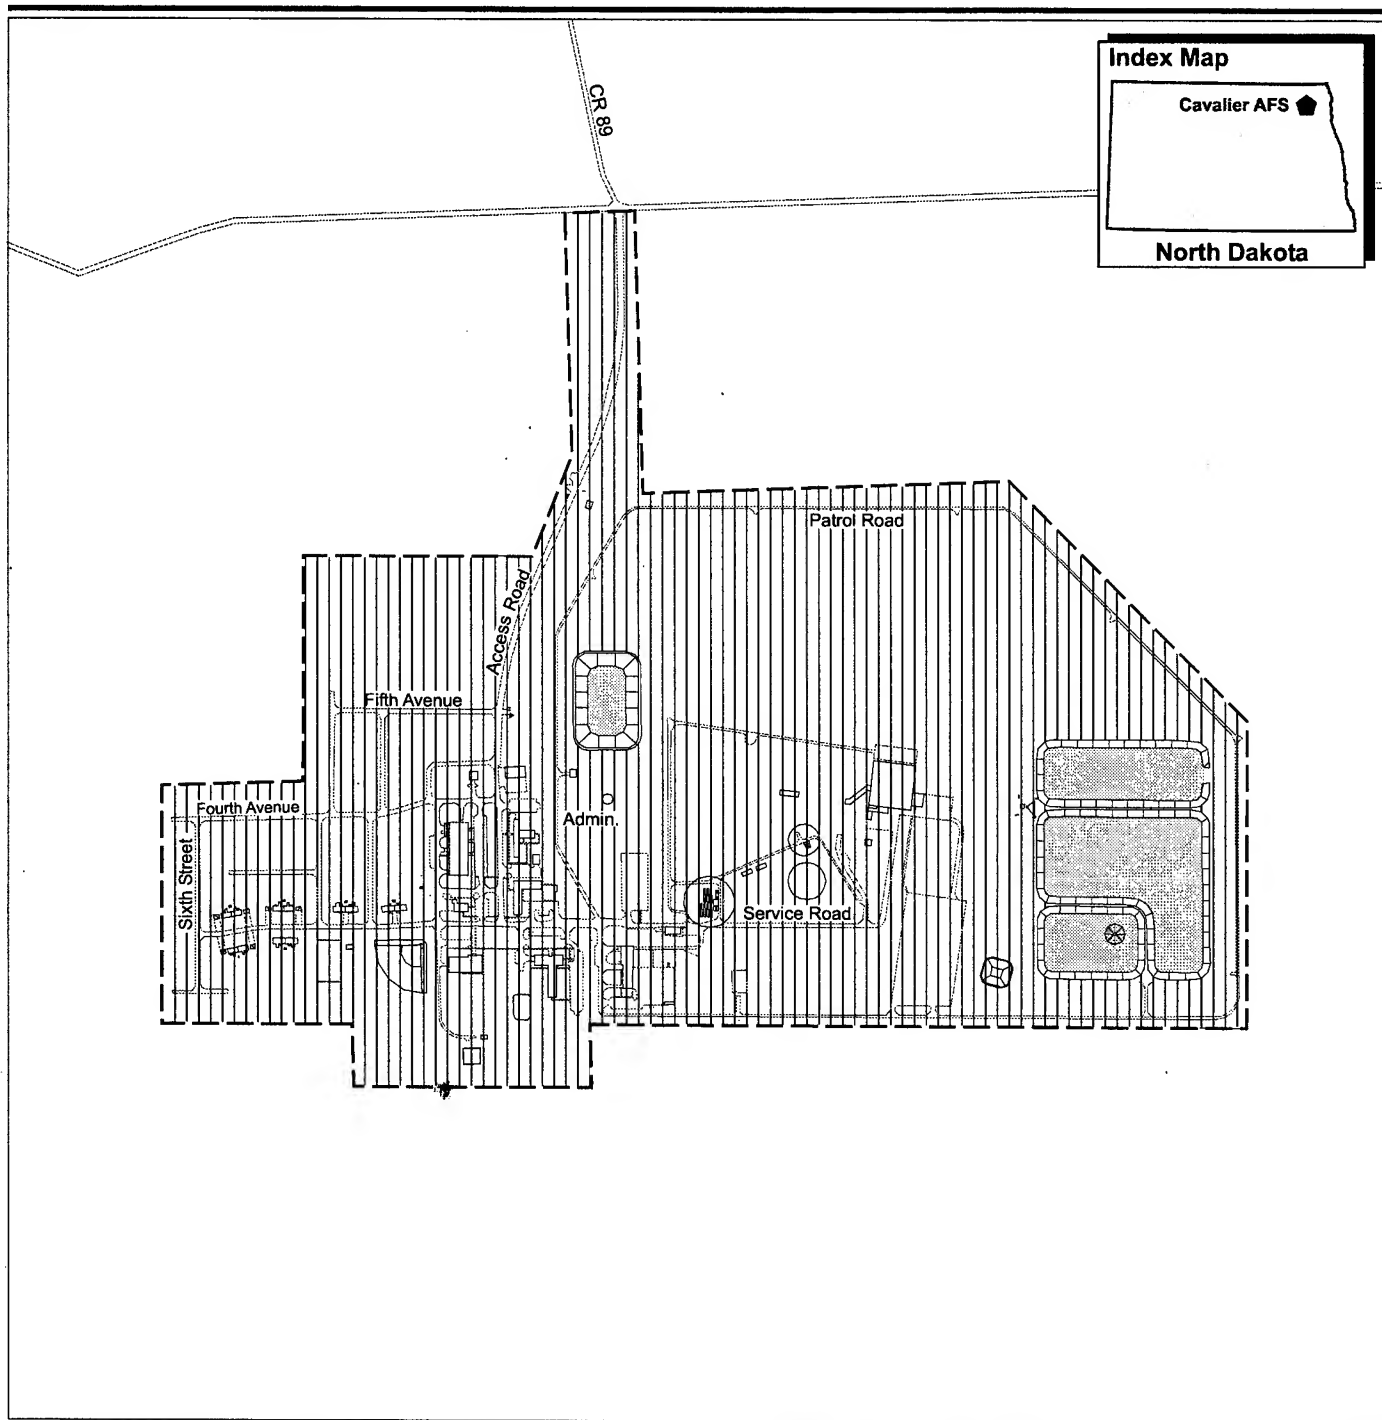 Index Map
Cavalier AFS
North Dakota
CR 89
Patrol Road
Access Road
Fifth Avenue
Fourth Avenue
Admin.
Sixth Street
Service Road